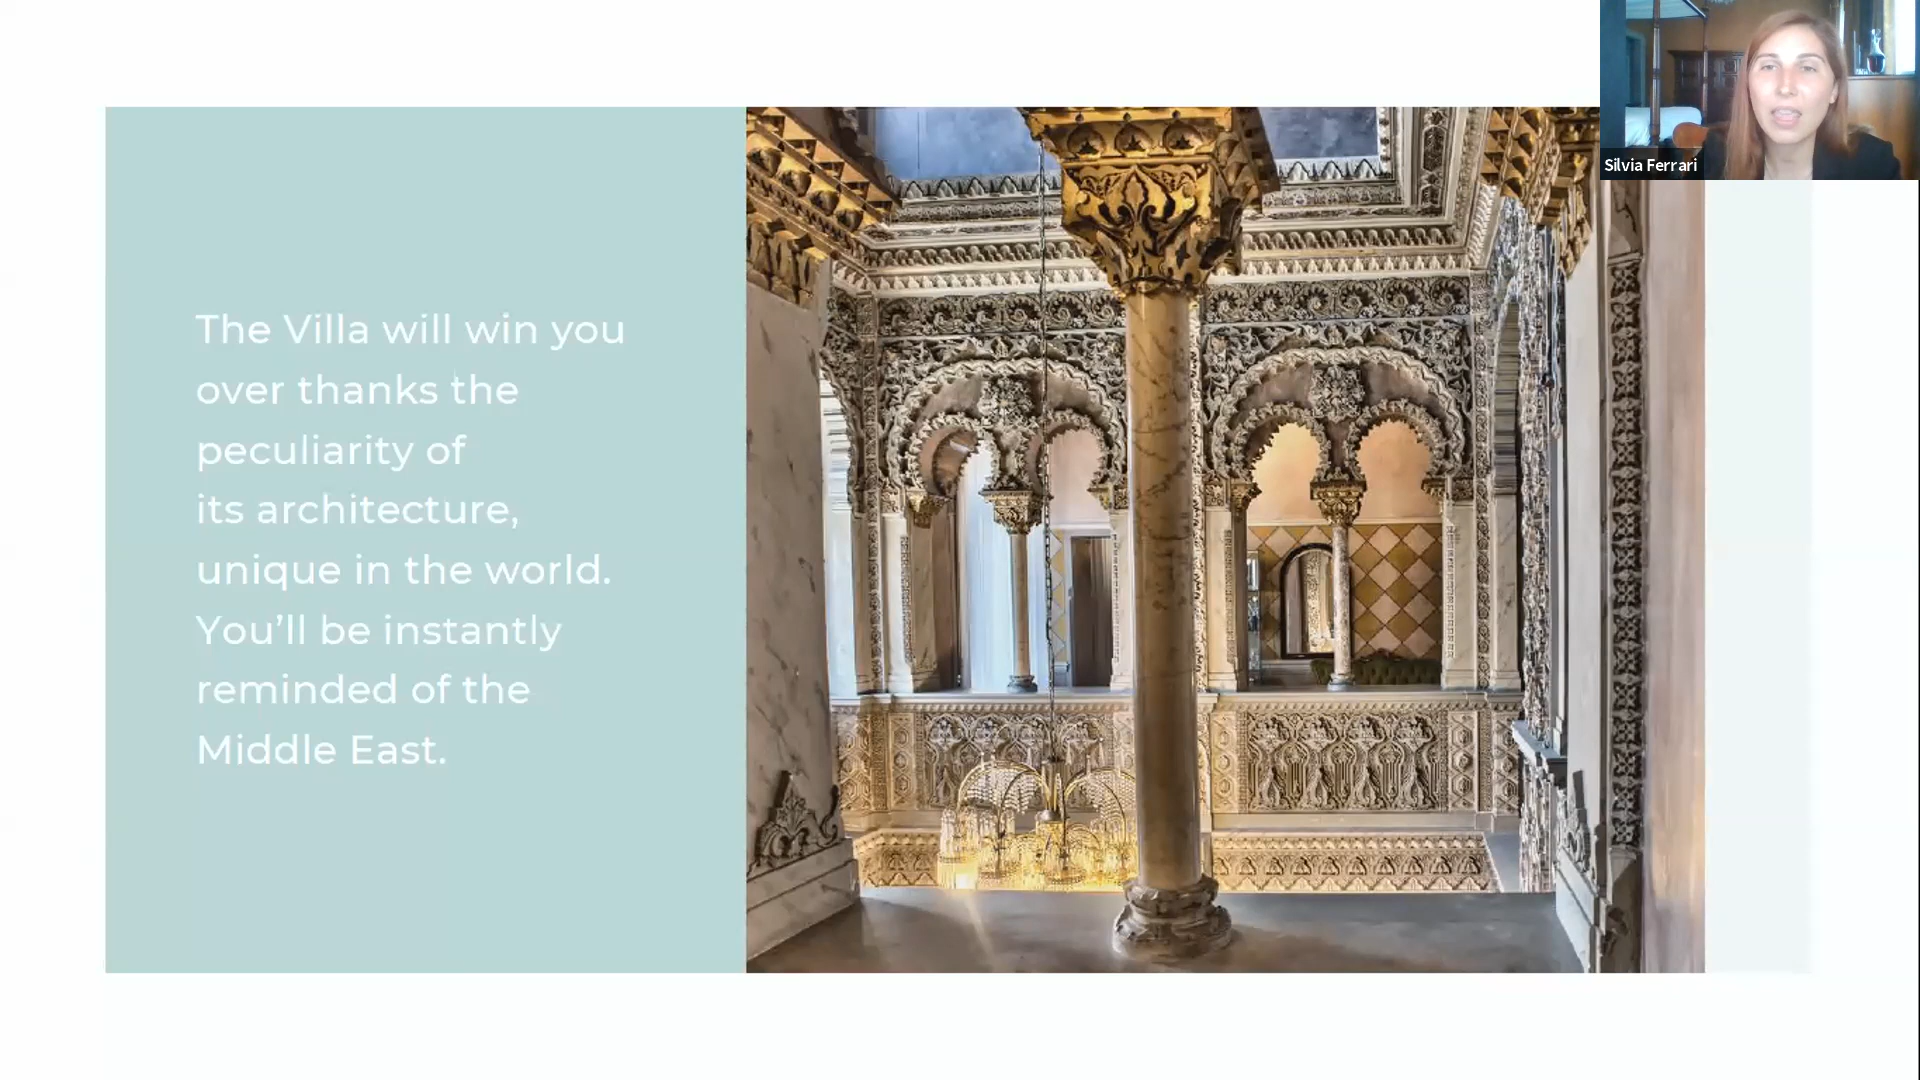 The Villa will win you
over thanks the
peculiarity of
its architecture,
unique in the world.
You’ll be instantly
reminded of the
Middle East.
Silvia Ferrari